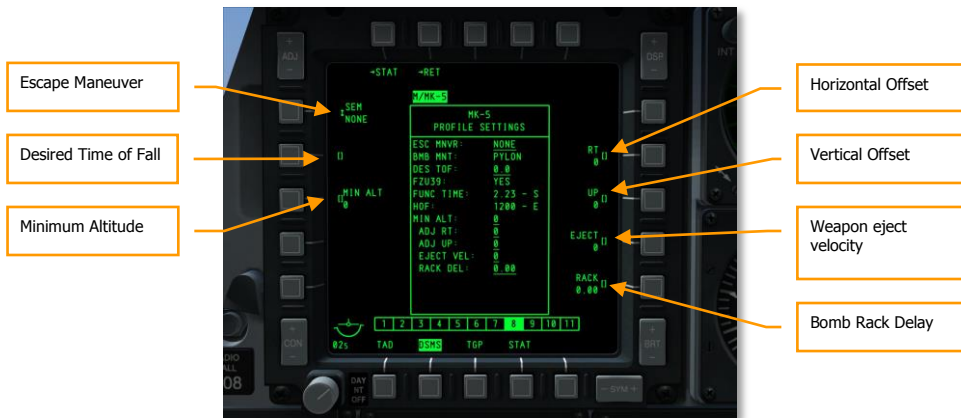 Escape Maneuver
Desired Time of Fall
Minimum Altitude
Horizontal Offset
Vertical Offset
Weapon eject
velocity
Bomb Rack Delay
ADJ
DSP
INT
STAT
RET
M/MK-5
SEM
NONE
MIN ALT
0
MK-5
PROFILE SETTINGS
ESC MNVR: NONE
BMB MNT: PYLON
DES TOF: 0.0
FZU39: YES
FUNC TIME: 2.23 - S
HOF: 1200 - E
MIN ALT: 0
ADJ RT: 0
ADJ UP: 0
EJECT VEL: 0
RACK DEL: 0.00
RT
0
UP
0
EJECT
0
RACK
0.00
1 2 3 4 5 6 7 8 9 10 11
02s
TAD DSMS TGP STAT
CON
BRT
DAY
NT
OFF
- SYM +
DIO
ALL
08